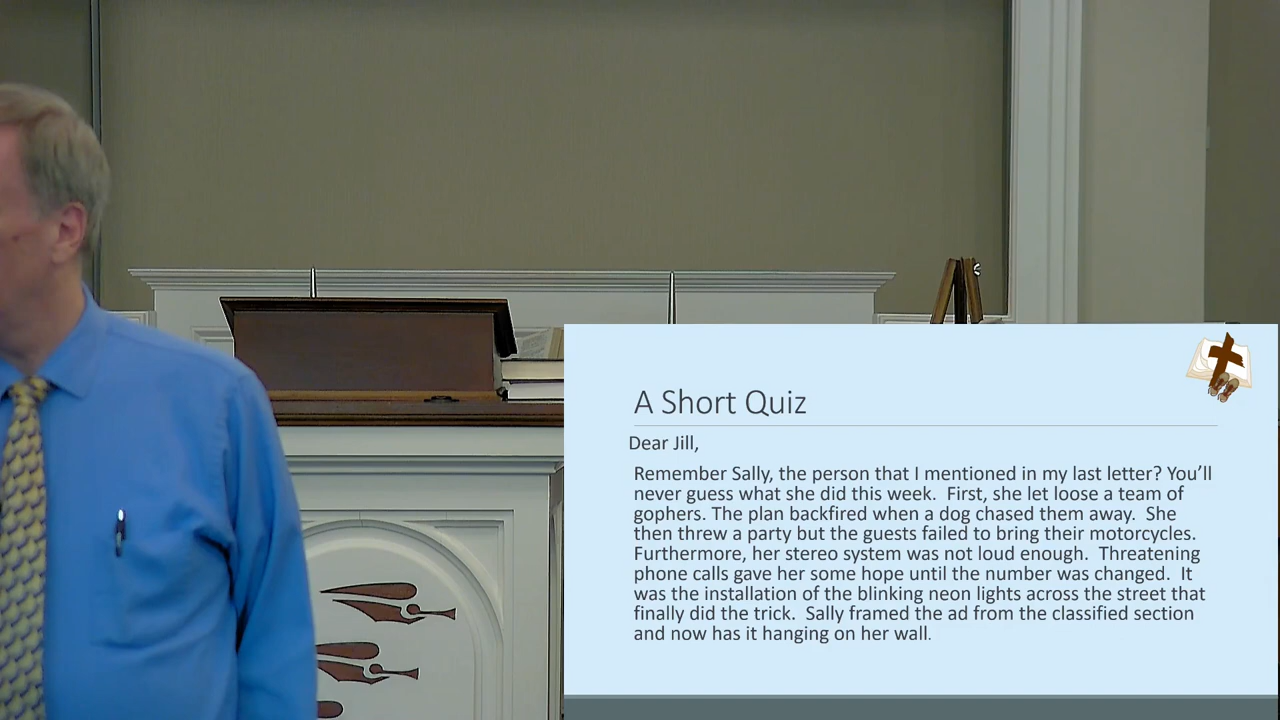 A Short Quiz
Dear Jill,
Remember Sally, the person that I mentioned in my last letter? You’ll
never guess what she did this week.  First, she let loose a team of
gophers. The plan backfired when a dog chased them away.  She
then threw a party but the guests failed to bring their motorcycles.
Furthermore, her stereo system was not loud enough.  Threatening
phone calls gave her some hope until the number was changed.  It
was the installation of the blinking neon lights across the street that
finally did the trick.  Sally framed the ad from the classified section
and now has it hanging on her wall.